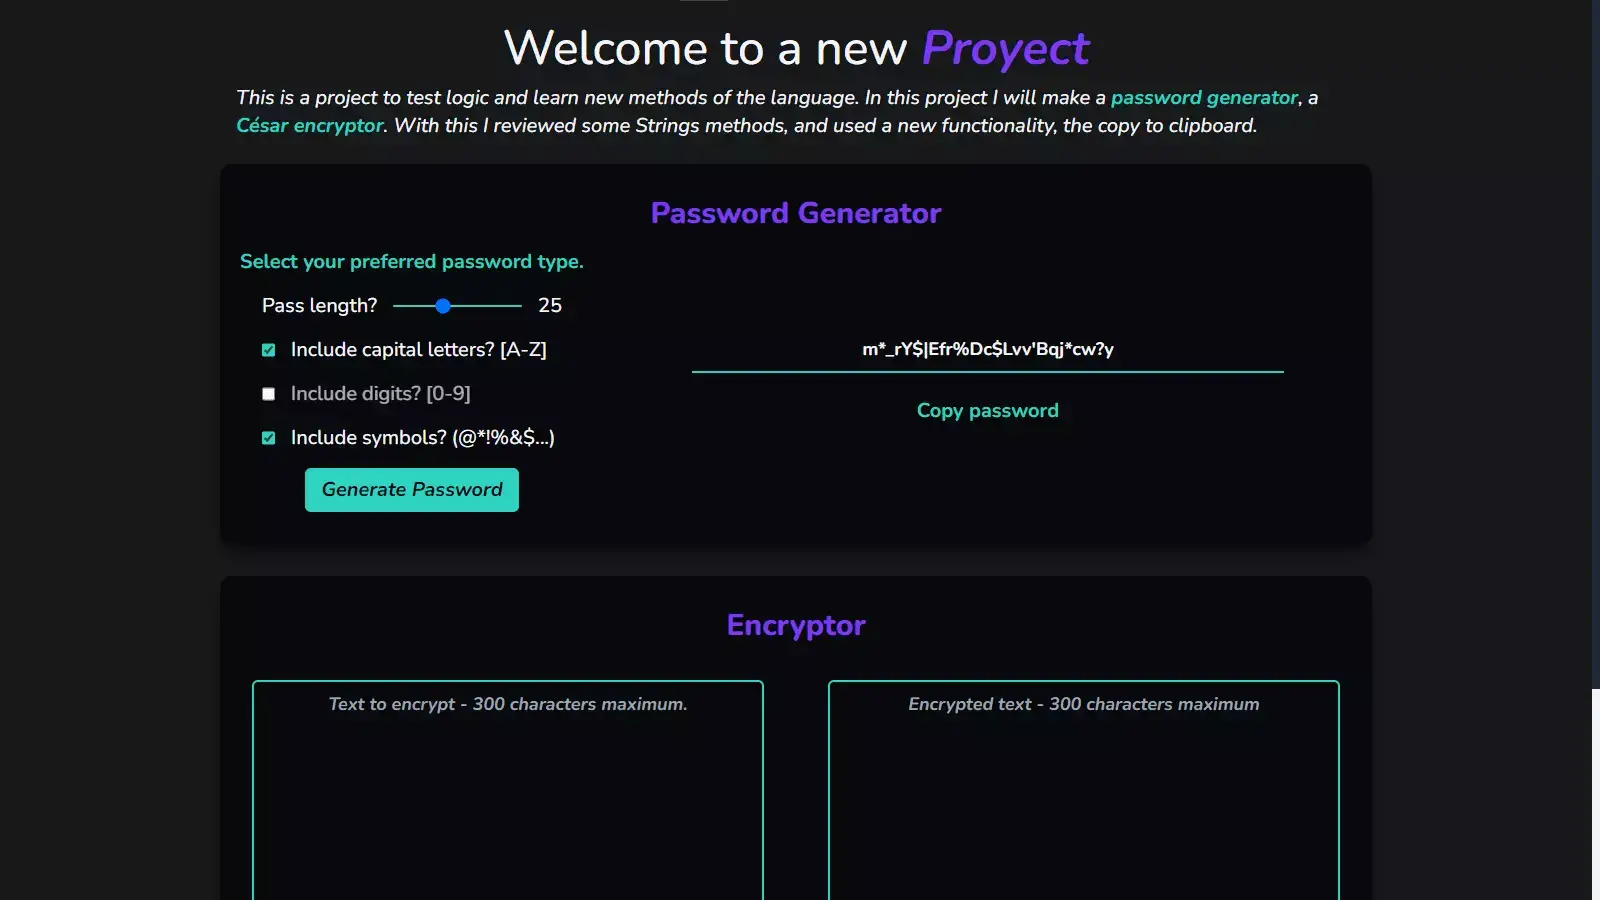 Welcome to a new Proyect
This is a project to test logic and learn new methods of the language. In this project I will make a password generator, a
César encryptor. With this I reviewed some Strings methods, and used a new functionality, the copy to clipboard.
Password Generator
Select your preferred password type.
Pass length? 25
Include capital letters? [A-Z]
m*_rY$|Efr%Dc$Lvv'Bqj*cw?y
Include digits? [0-9]
Copy password
Include symbols? (@*!%&$...)
Generate Password
Encryptor
Text to encrypt - 300 characters maximum.
Encrypted text - 300 characters maximum